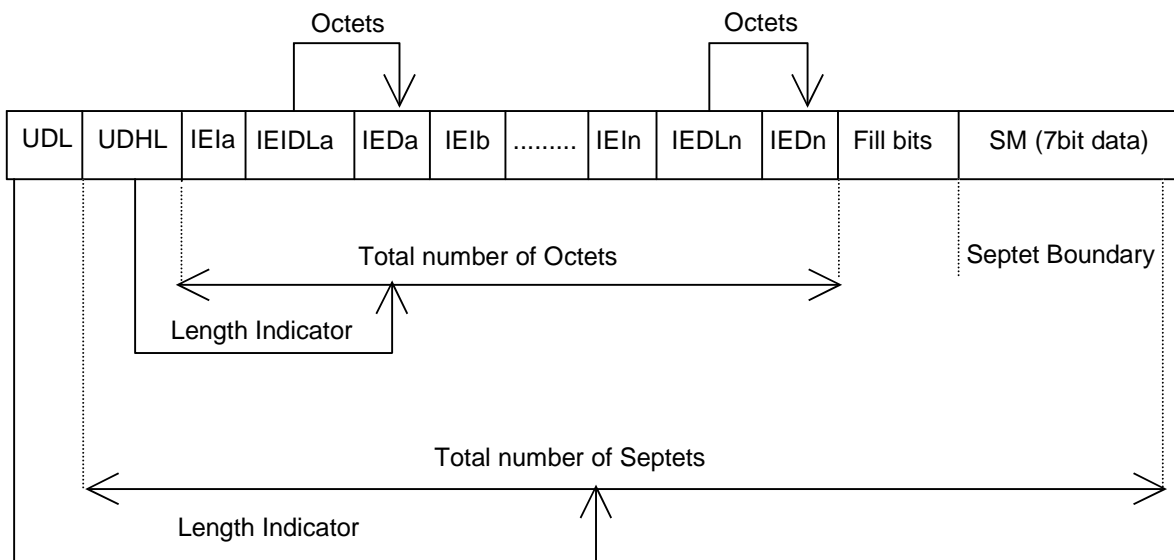 Octets Octets
UDL UDHL IEIa IEIDLa IEDa IEIb ......... IEIn IEDLn IEDn Fill bits SM (7bit data)
Total number of Octets Septet Boundary
Length Indicator
Total number of Septets
Length Indicator